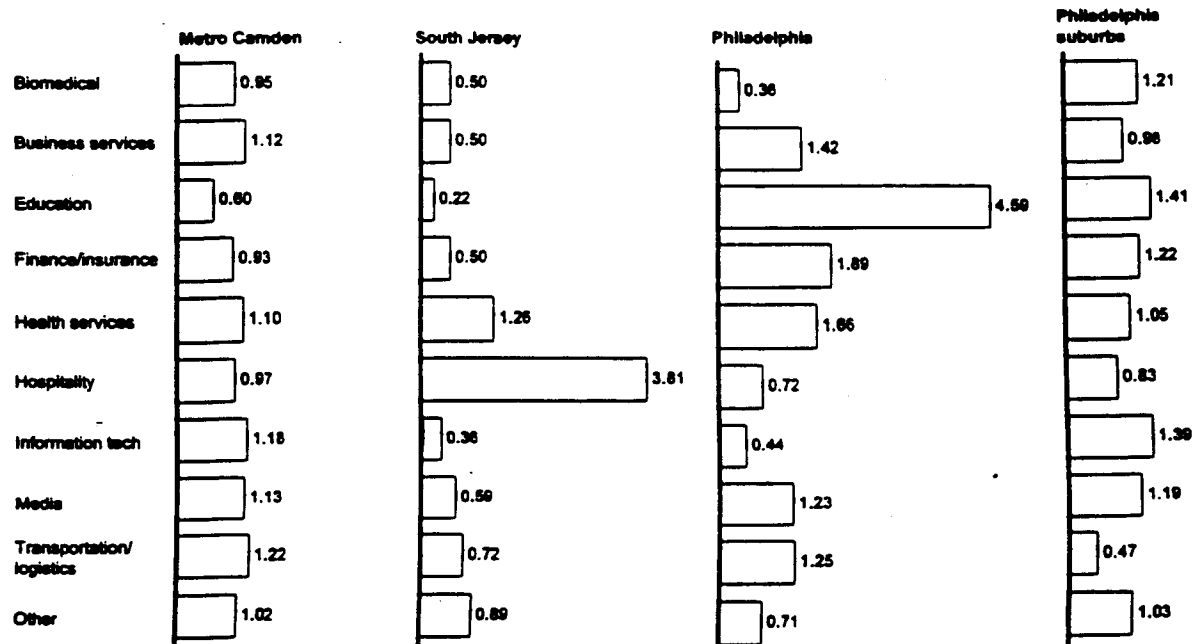 Metro Camden South Jersey Philadelphia Philadelphia suburbs
Biomedical 0.95 0.50 0.36 1.21
Business services 1.12 0.50 1.42 0.98
Education 0.60 0.22 4.59 1.41
Finance/insurance 0.93 0.50 1.89 1.22
Health services 1.10 1.26 1.66 1.05
Hospitality 0.97 3.81 0.72 0.83
Information tech 1.18 0.36 0.44 1.39
Media 1.13 0.59 1.23 1.19
Transportation/
logistics 1.22 0.72 1.25 0.47
Other 1.02 0.89 0.71 1.03